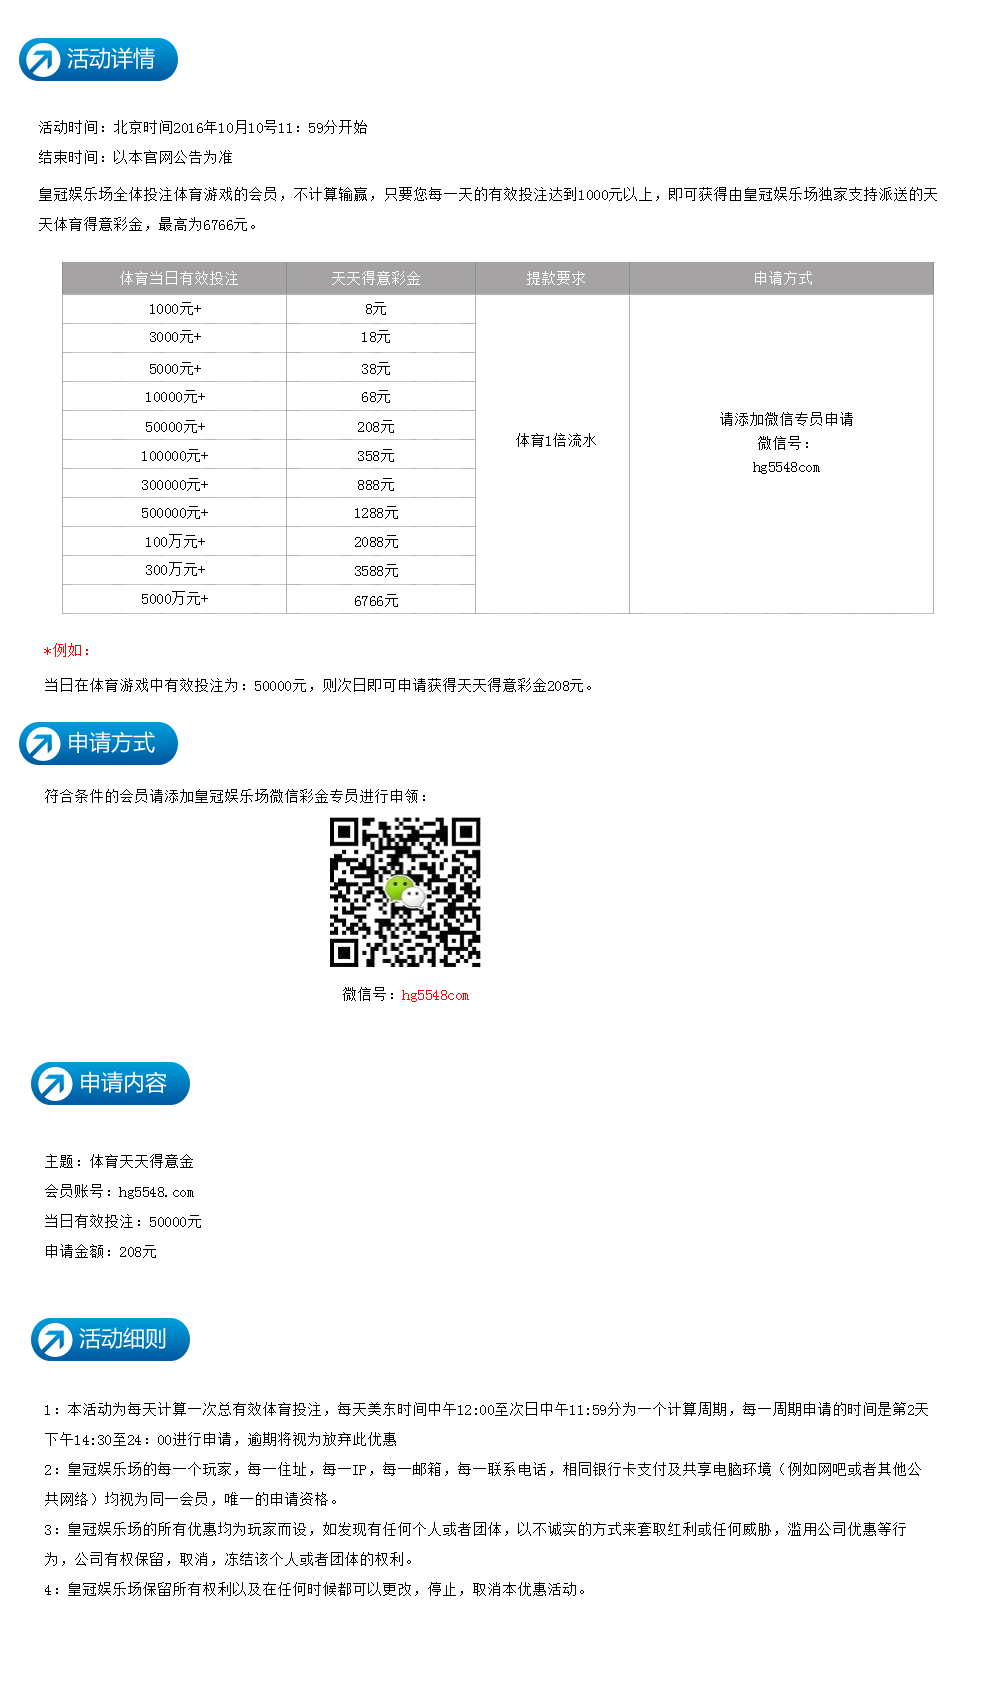 活动详情
活动时间：北京时间2016年10月10号11：59分开始
结束时间：以本官网公告为准
皇冠娱乐场全体投注体育游戏的会员，不计算输赢，只要您每一天的有效投注达到1000元以上，即可获得由皇冠娱乐场独家支持派送的天
天体育得意彩金，最高为6766元。
体育当日有效投注 天天得意彩金 提款要求 申请方式
1000元+ 8元
3000元+ 18元
5000元+ 38元
10000元+ 68元
50000元+ 208元
100000元+ 358元
300000元+ 888元
500000元+ 1288元
100万元+ 2088元
300万元+ 3588元
5000万元+ 6766元
体育1倍流水
请添加微信专员申请
微信号：
hg5548com
*例如：
当日在体育游戏中有效投注为：50000元，则次日即可申请获得天天得意彩金208元。
申请方式
符合条件的会员请添加皇冠娱乐场微信彩金专员进行申领：
微信号：hg5548com
申请内容
主题：体育天天得意金
会员账号：hg5548.com
当日有效投注：50000元
申请金额：208元
活动细则
1：本活动为每天计算一次总有效体育投注，每天美东时间中午12:00至次日中午11:59分为一个计算周期，每一周期申请的时间是第2天
下午14:30至24：00进行申请，逾期将视为放弃此优惠
2：皇冠娱乐场的每一个玩家，每一住址，每一IP，每一邮箱，每一联系电话，相同银行卡支付及共享电脑环境（例如网吧或者其他公
共网络）均视为同一会员，唯一的申请资格。
3：皇冠娱乐场的所有优惠均为玩家而设，如发现有任何个人或者团体，以不诚实的方式来套取红利或任何威胁，滥用公司优惠等行
为，公司有权保留，取消，冻结该个人或者团体的权利。
4：皇冠娱乐场保留所有权利以及在任何时候都可以更改，停止，取消本优惠活动。